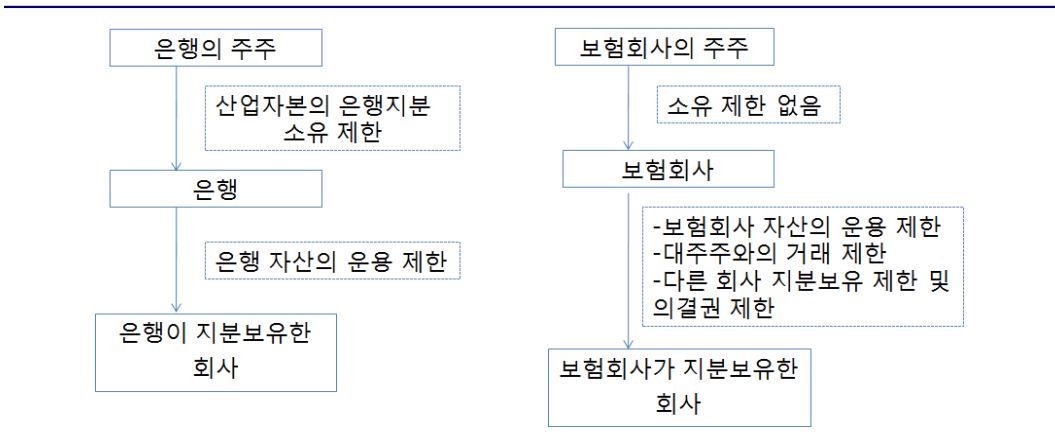 은행의 주주
산업자본의 은행지분
소유 제한
은행
은행 자산의 운용 제한
은행이 지분보유한
회사
보험회사의 주주
소유 제한 없음
보험회사
-보험회사 자산의 운용 제한
-대주주와의 거래 제한
-다른 회사 지분보유 제한 및
의결권 제한
보험회사가 지분보유한
회사